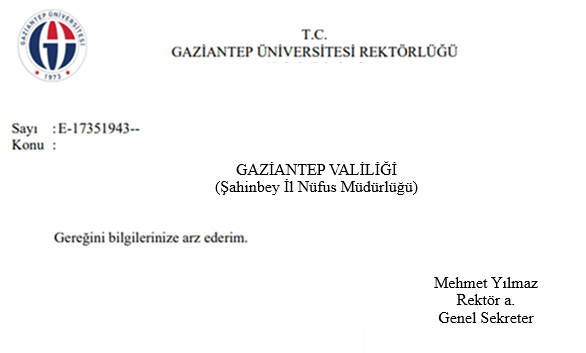 GAZİANTEP ÜNİVERSİTESİ
1973
T.C.
GAZİANTEP ÜNİVERSİTESİ REKTÖRLÜĞÜ
Sayı : E-17351943--
Konu :
GAZİANTEP VALİLİĞİ
(Şahinbey İl Nüfus Müdürlüğü)
Gereğini bilgilerinize arz ederim.
Mehmet Yılmaz
Rektör a.
Genel Sekreter